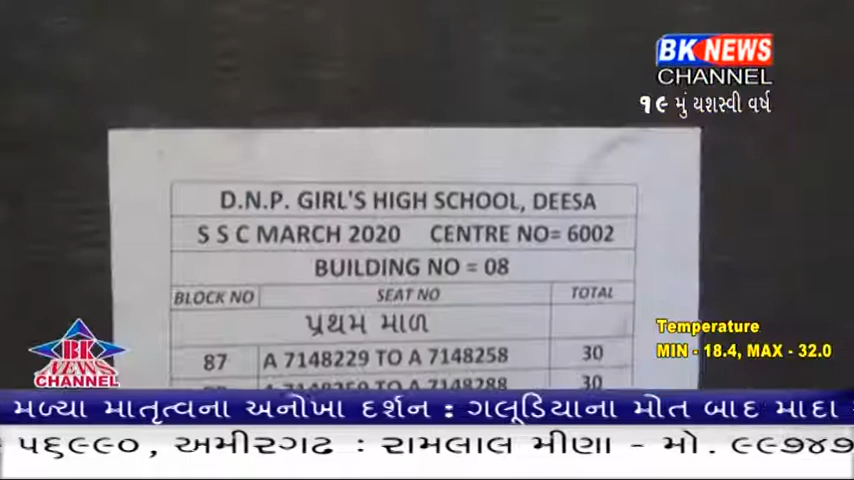 BK NEWS
CHANNEL
૧૯ મું યશસ્વી વર્ષ
D.N.P. GIRL'S HIGH SCHOOL, DEESA
S S C MARCH 2020 CENTRE NO= 6002
BUILDING NO = 08
BLOCK NO SEAT NO TOTAL
પ્રથમ માળ
87 A 7148229 TO A 7148258 30
TO A 7148288 30
Temperature
MIN - 18.4, MAX - 32.0
BK
NEWS
CHANNEL
મળ્યા માતૃત્વના અનોખા દર્શન : ગલૂડિયાના મોત બાદ માદા
૫૬૯૯૦, અમીરગઢ : રામલાલ મીણા - મો. ૯૯૭૪૭